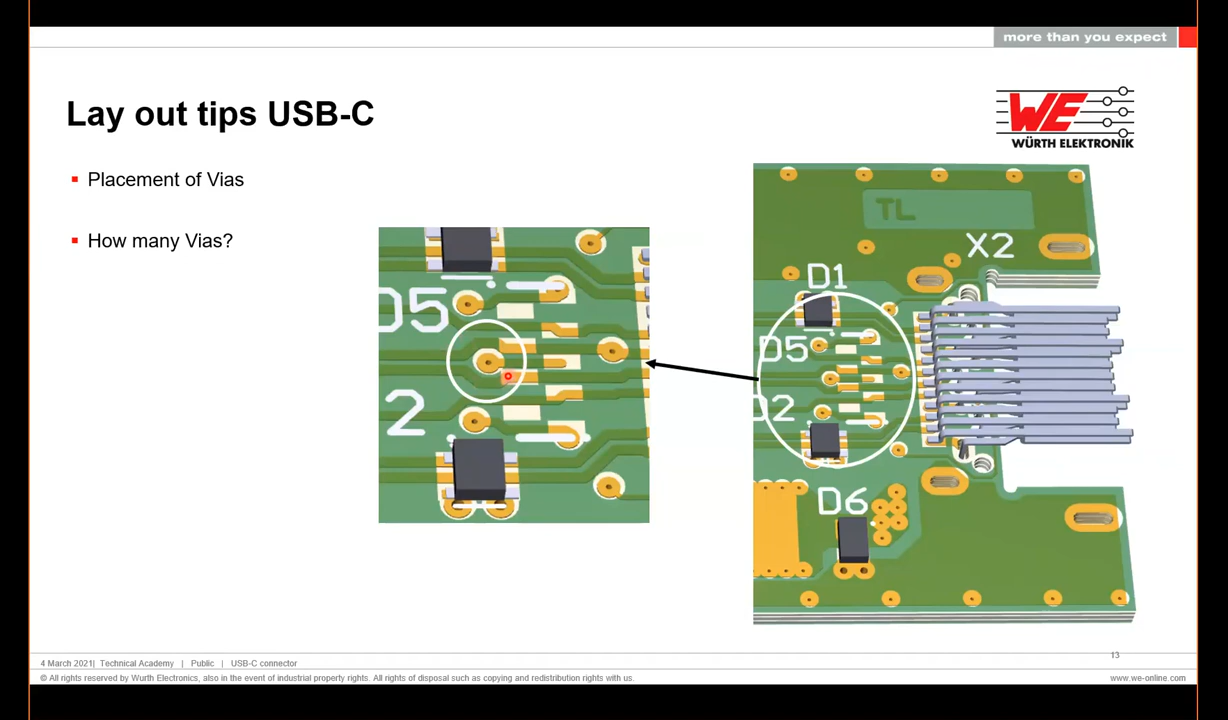 more than you expect
Lay out tips USB-C
WE
WÜRTH ELEKTRONIK
Placement of Vias
How many Vias?
D5
2
TL
X2
D1
D5
D2
D6
13
4 March 2021| Technical Academy | Public | USB-C connector
© All rights reserved by Wurth Electronics, also in the event of industrial property rights. All rights of disposal such as copying and redistribution rights with us.
www.we-online.com